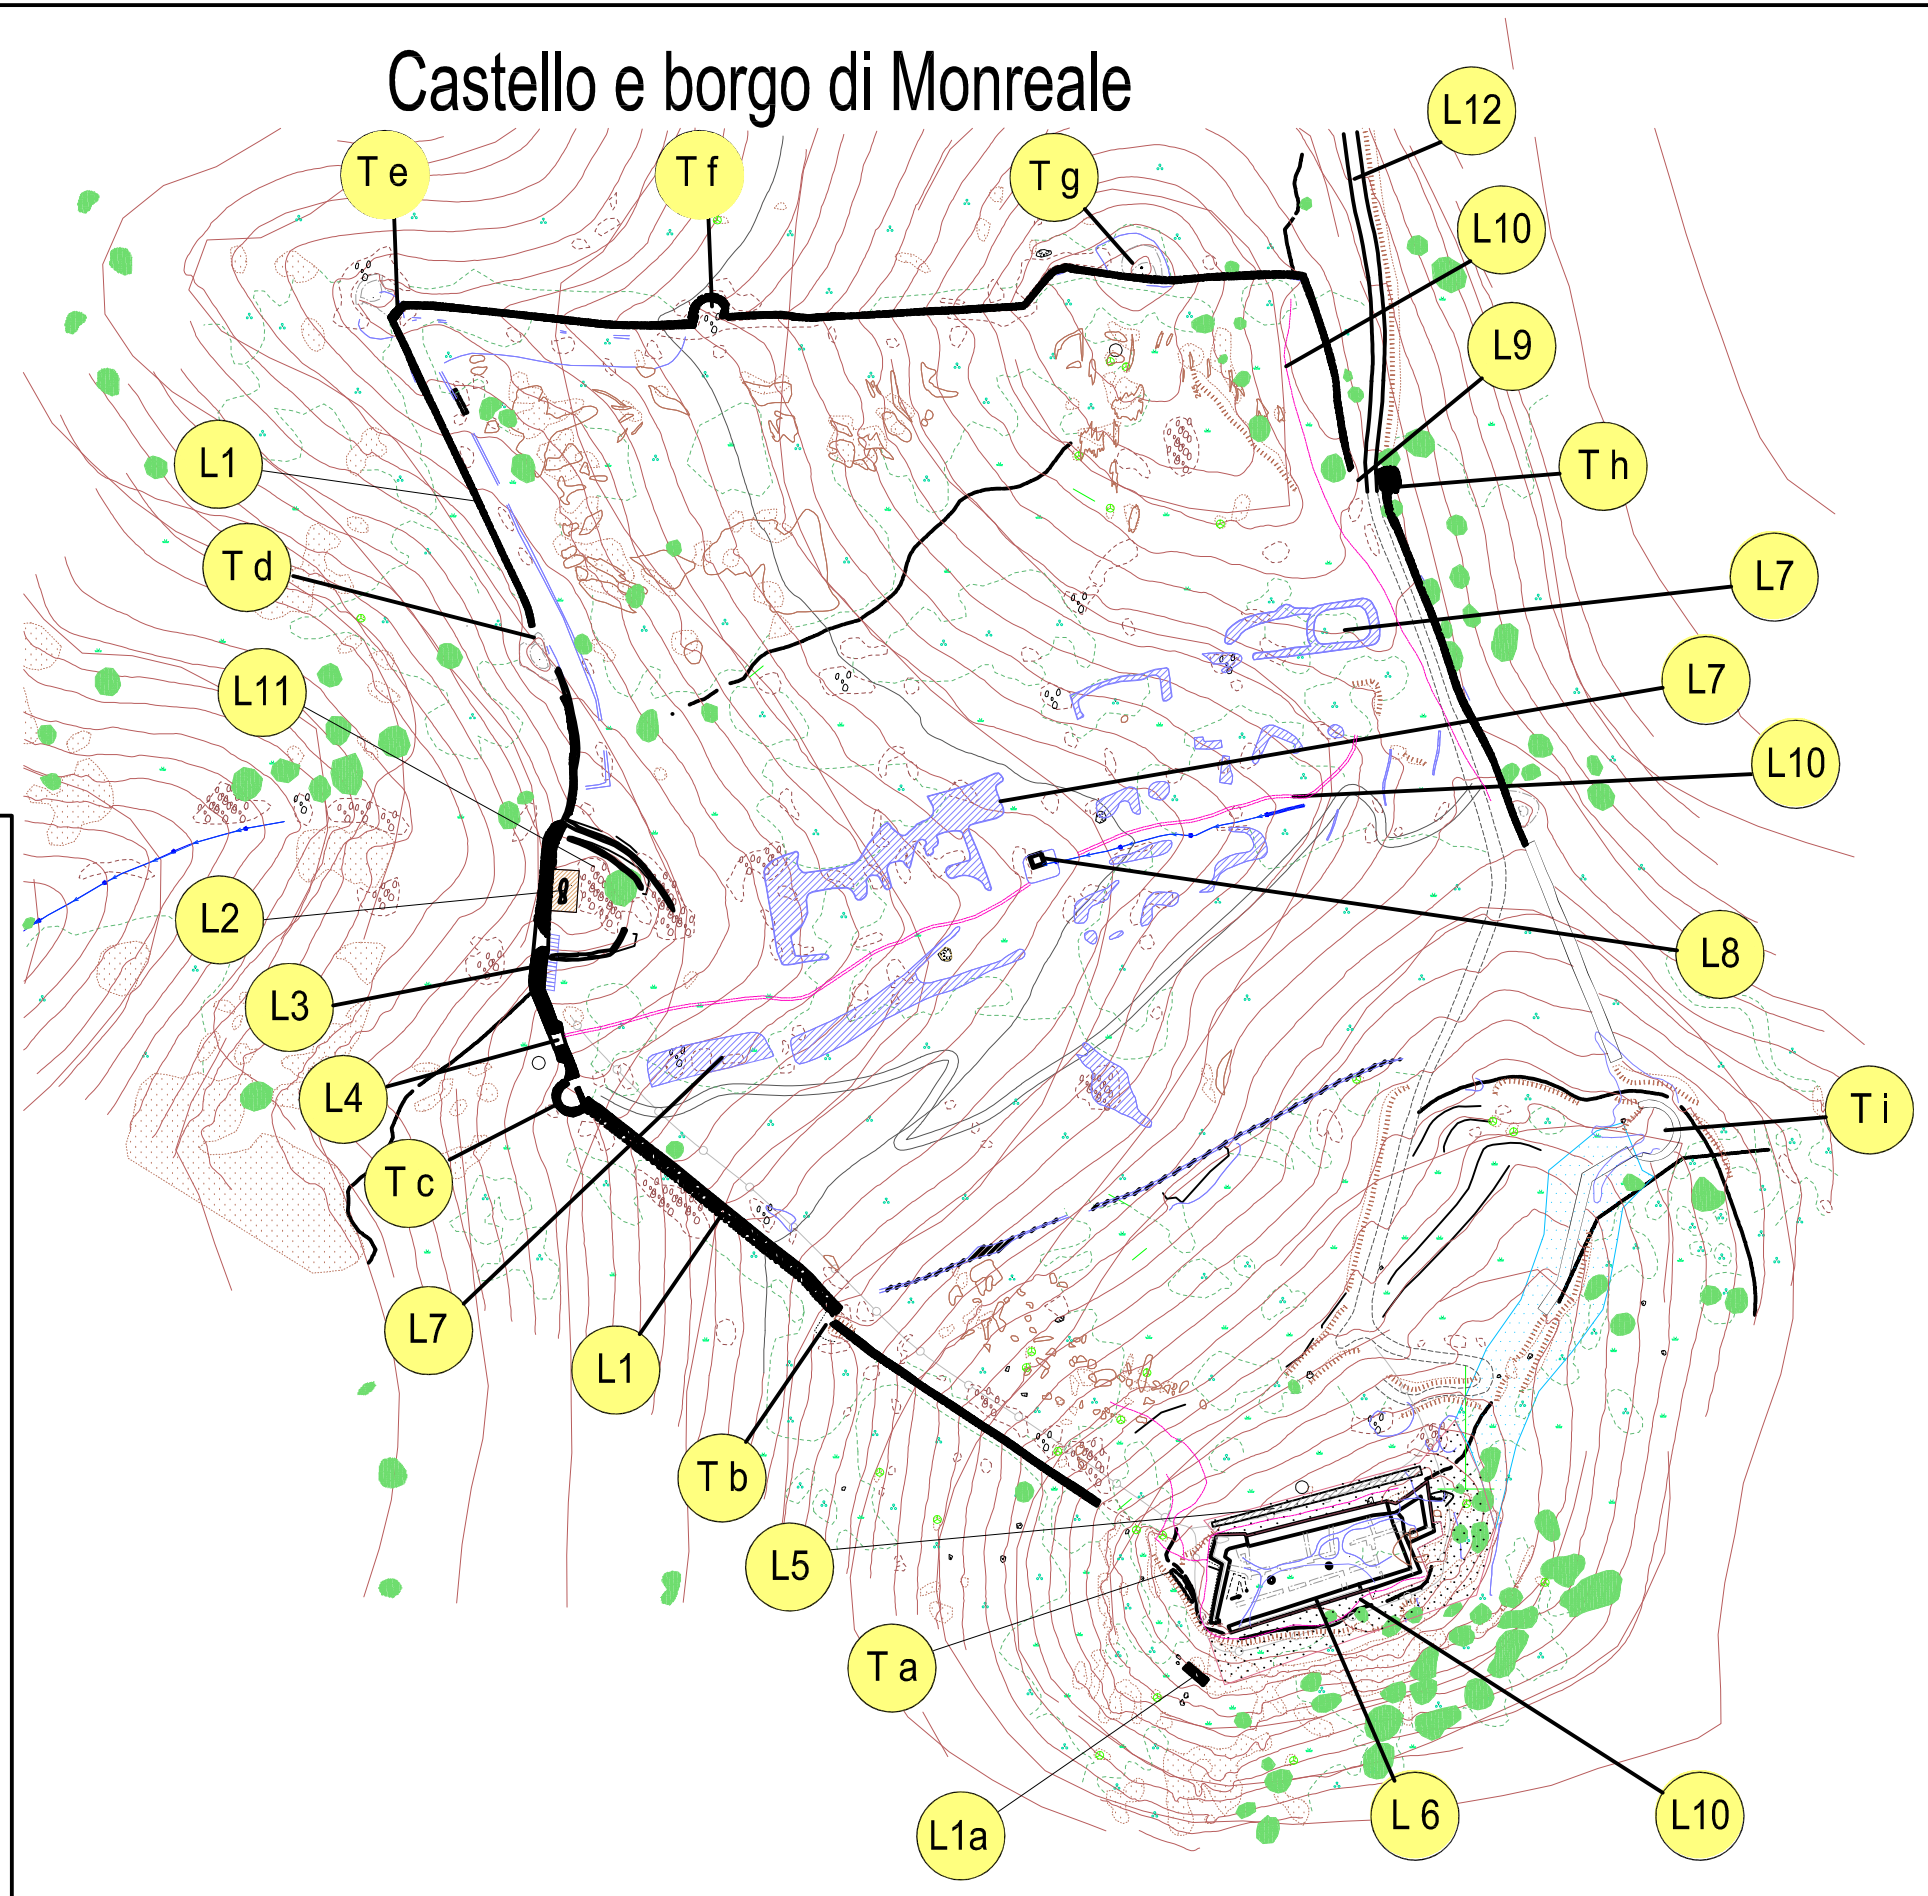 Castello e borgo di Monreale
L12
T e
T f
T g
L10
L9
L1
T h
T d
L7
L11
L7
L10
L2
L8
L3
L4
T i
T c
L7
L1
T b
L5
T a
L1a
L 6
L10